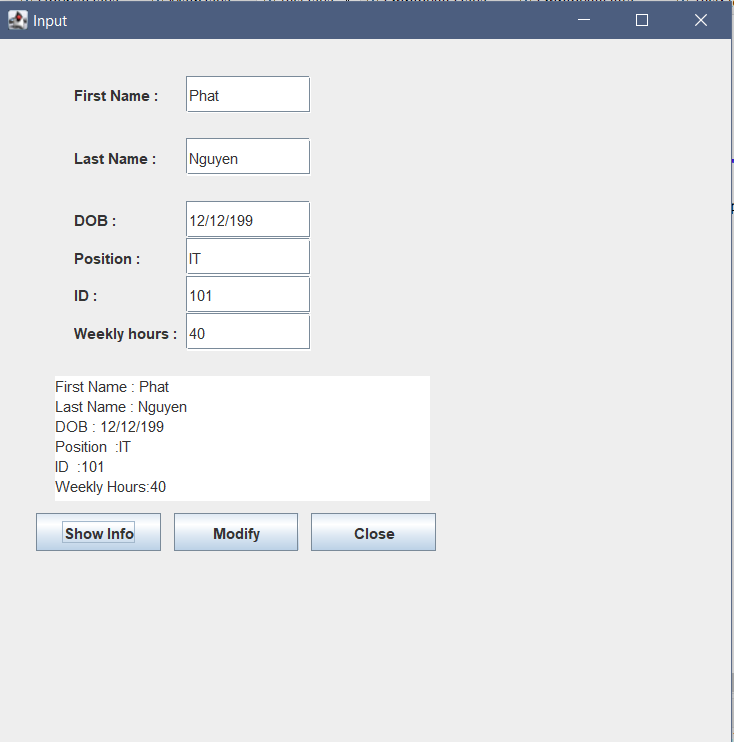 Input
First Name : Phat
Last Name : Nguyen
DOB : 12/12/199
Position : IT
ID : 101
Weekly hours : 40
First Name : Phat
Last Name : Nguyen
DOB : 12/12/199
Position  :IT
ID  :101
Weekly Hours:40
Show Info Modify Close